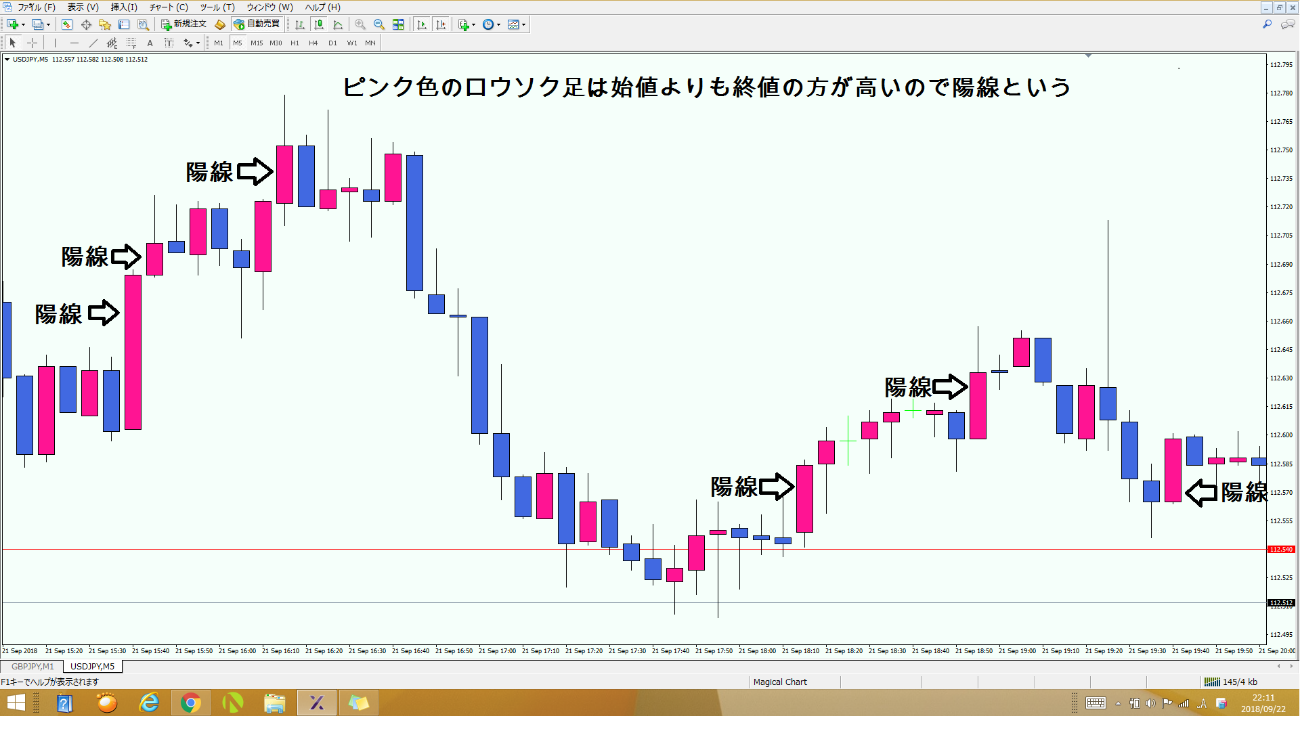 ファイル (F) 表示 (V) 挿入(I) チャート (C) ツール (T) ウィンドウ (W) ヘルプ (H)
新規注文 自動売買
A T M1 M5 M15 M30 H1 H4 D1 W1 MN
USDJPY,M5 112.557 112.582 112.508 112.512
ピンク色のロウソク足は始値よりも終値の方が高いので陽線という
陽線
陽線
陽線
陽線
陽線
陽線
112.795
112.780
112.765
112.750
112.735
112.720
112.705
112.690
112.675
112.660
112.645
112.630
112.615
112.600
112.585
112.570
112.555
112.540
112.525
112.512
112.495
21 Sep 2018 21 Sep 15:20 21 Sep 15:30 21 Sep 15:40 21 Sep 15:50 21 Sep 16:00 21 Sep 16:10 21 Sep 16:20 21 Sep 16:30 21 Sep 16:40 21 Sep 16:50 21 Sep 17:00 21 Sep 17:10 21 Sep 17:20 21 Sep 17:30 21 Sep 17:40 21 Sep 17:50 21 Sep 18:00 21 Sep 18:10 21 Sep 18:20 21 Sep 18:30 21 Sep 18:40 21 Sep 18:50 21 Sep 19:00 21 Sep 19:10 21 Sep 19:20 21 Sep 19:30 21 Sep 19:40 21 Sep 19:50 21 Sep 20:00
GBPJPY,M1 USDJPY,M5
F1キーでヘルプが表示されます Magical Chart 145/4 kb
22:11
2018/09/22